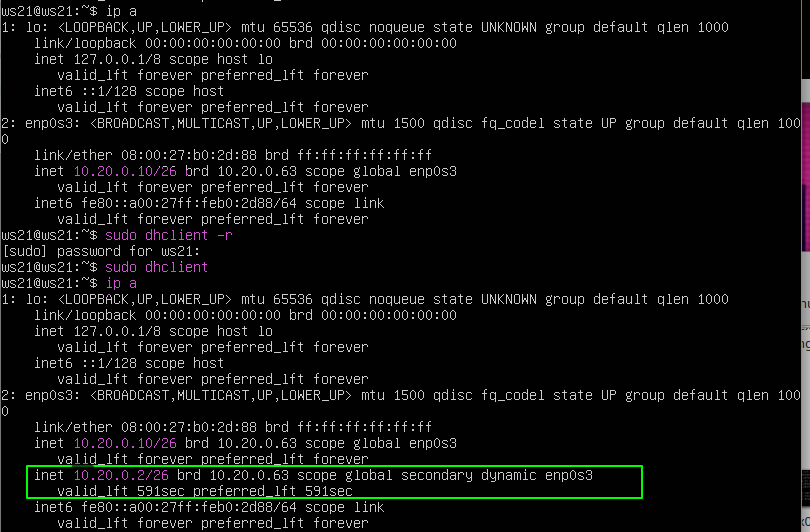 ws21@ws21:~$ ip a
1: lo: <LOOPBACK,UP,LOWER_UP> mtu 65536 qdisc noqueue state UNKNOWN group default qlen 1000
    link/loopback 00:00:00:00:00:00 brd 00:00:00:00:00:00
    inet 127.0.0.1/8 scope host lo
       valid_lft forever preferred_lft forever
    inet6 ::1/128 scope host
       valid_lft forever preferred_lft forever
2: enp0s3: <BROADCAST,MULTICAST,UP,LOWER_UP> mtu 1500 qdisc fq_codel state UP group default qlen 100
0
    link/ether 08:00:27:b0:2d:88 brd ff:ff:ff:ff:ff:ff
    inet 10.20.0.10/26 brd 10.20.0.63 scope global enp0s3
       valid_lft forever preferred_lft forever
    inet6 fe80::a00:27ff:feb0:2d88/64 scope link
       valid_lft forever preferred_lft forever
ws21@ws21:~$ sudo dhclient -r
[sudo] password for ws21:
ws21@ws21:~$ sudo dhclient
ws21@ws21:~$ ip a
1: lo: <LOOPBACK,UP,LOWER_UP> mtu 65536 qdisc noqueue state UNKNOWN group default qlen 1000
    link/loopback 00:00:00:00:00:00 brd 00:00:00:00:00:00
    inet 127.0.0.1/8 scope host lo
       valid_lft forever preferred_lft forever
    inet6 ::1/128 scope host
       valid_lft forever preferred_lft forever
2: enp0s3: <BROADCAST,MULTICAST,UP,LOWER_UP> mtu 1500 qdisc fq_codel state UP group default qlen 100
0
    link/ether 08:00:27:b0:2d:88 brd ff:ff:ff:ff:ff:ff
    inet 10.20.0.10/26 brd 10.20.0.63 scope global enp0s3
       valid_lft forever preferred_lft forever
    inet 10.20.0.2/26 brd 10.20.0.63 scope global secondary dynamic enp0s3
       valid_lft 591sec preferred_lft 591sec
    inet6 fe80::a00:27ff:feb0:2d88/64 scope link
       valid_lft forever preferred_lft forever